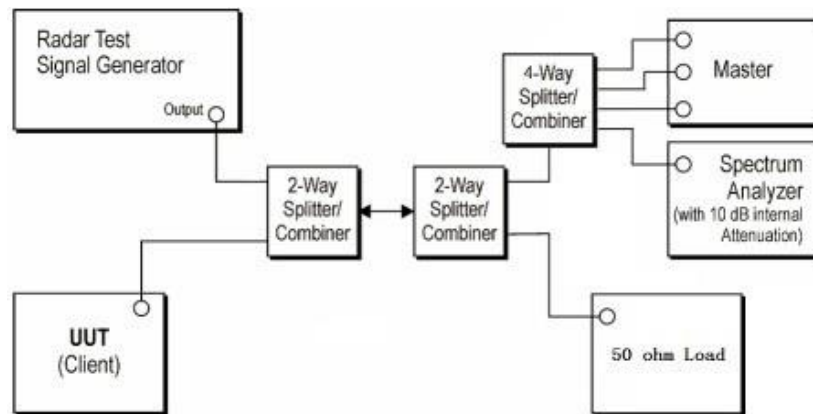 Radar Test
Signal Generator
Output
4-Way
Splitter/
Combiner
Master
Spectrum
Analyzer
(with 10 dB internal
Attenuation)
2-Way
Splitter/
Combiner
2-Way
Splitter/
Combiner
UUT
(Client)
50 ohm Load